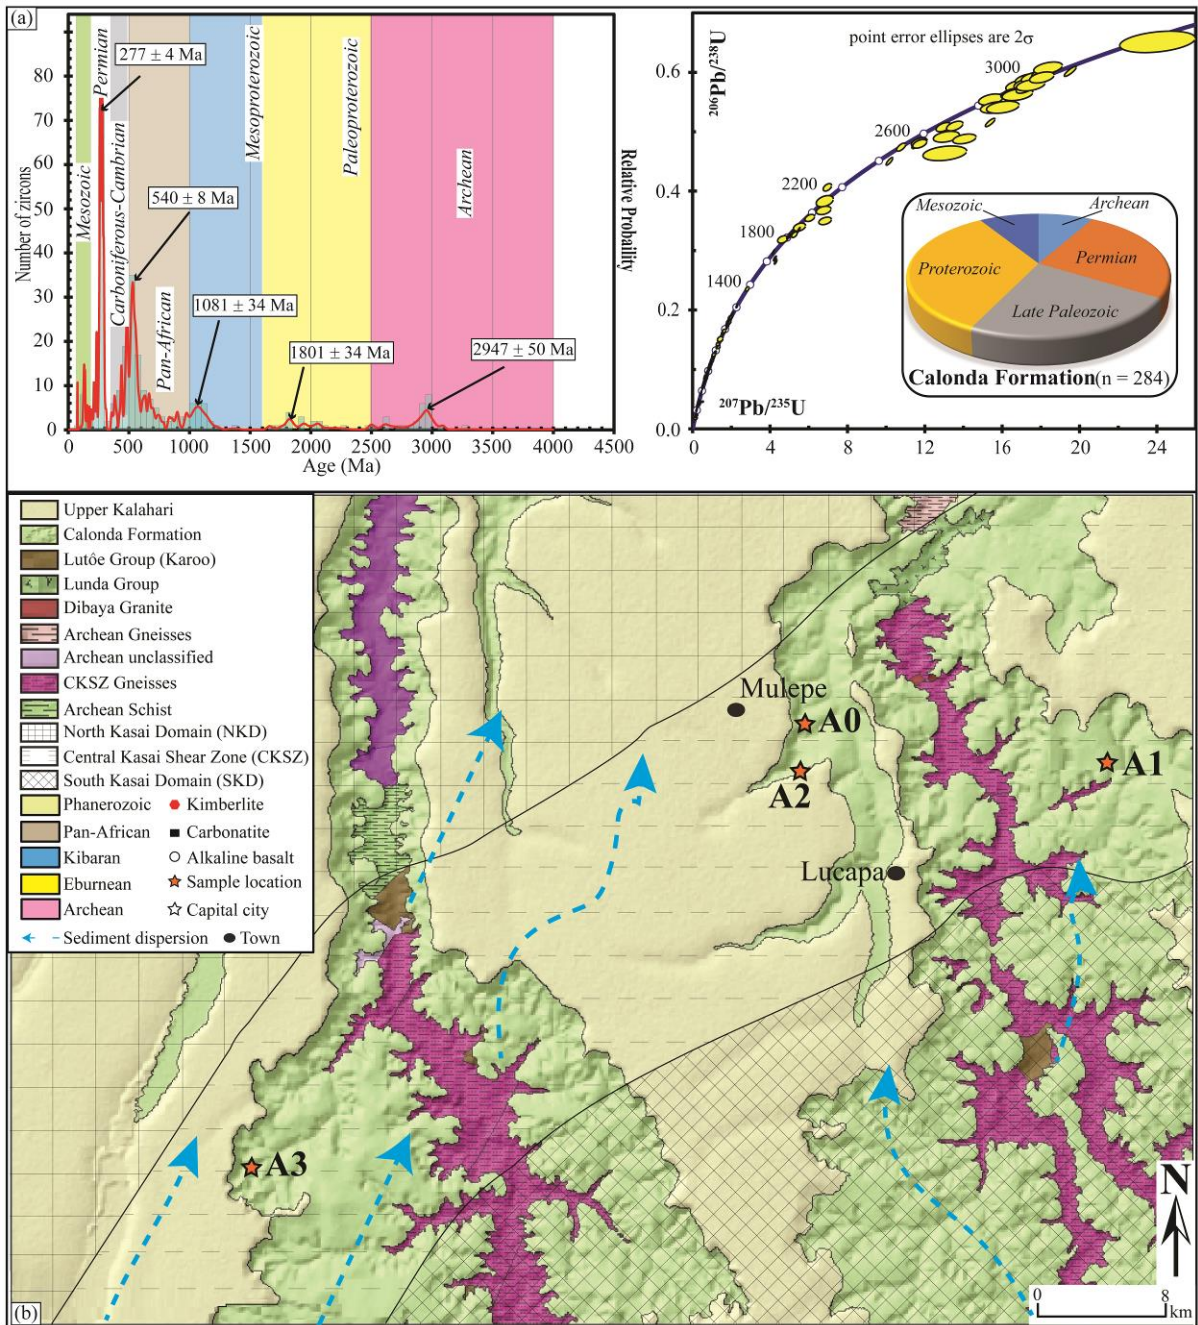 (a)
Number of zircons
90
80
70
60
50
40
30
20
10
0
0 500 1000 1500 2000 2500 3000 3500 4000 4500
Age (Ma)
Relative Probaility
Mesozoic
Permian
Carboniferous-Cambrian
Pan-African
Mesoproterozoic
Paleoproterozoic
Archean
277 ± 4 Ma
540 ± 8 Ma
1081 ± 34 Ma
1801 ± 34 Ma
2947 ± 50 Ma
point error ellipses are 2σ
²⁰⁶Pb/²³⁸U
0.6
0.4
0.2
0.0
0 4 8 12 16 20 24
²⁰⁷Pb/²³⁵U
3000
2600
2200
1800
1400
Mesozoic
Archean
Proterozoic
Permian
Late Paleozoic
Calonda Formation(n = 284)
Upper Kalahari
Calonda Formation
Lutôe Group (Karoo)
Lunda Group
Dibaya Granite
Archean Gneisses
Archean unclassified
CKSZ Gneisses
Archean Schist
North Kasai Domain (NKD)
Central Kasai Shear Zone (CKSZ)
South Kasai Domain (SKD)
Phanerozoic Kimberlite
Pan-African Carbonatite
Kibaran Alkaline basalt
Eburnean Sample location
Archean Capital city
Sediment dispersion Town
Mulepe
A0
A1
A2
Lucapa
A3
N
0 8
km
(b)